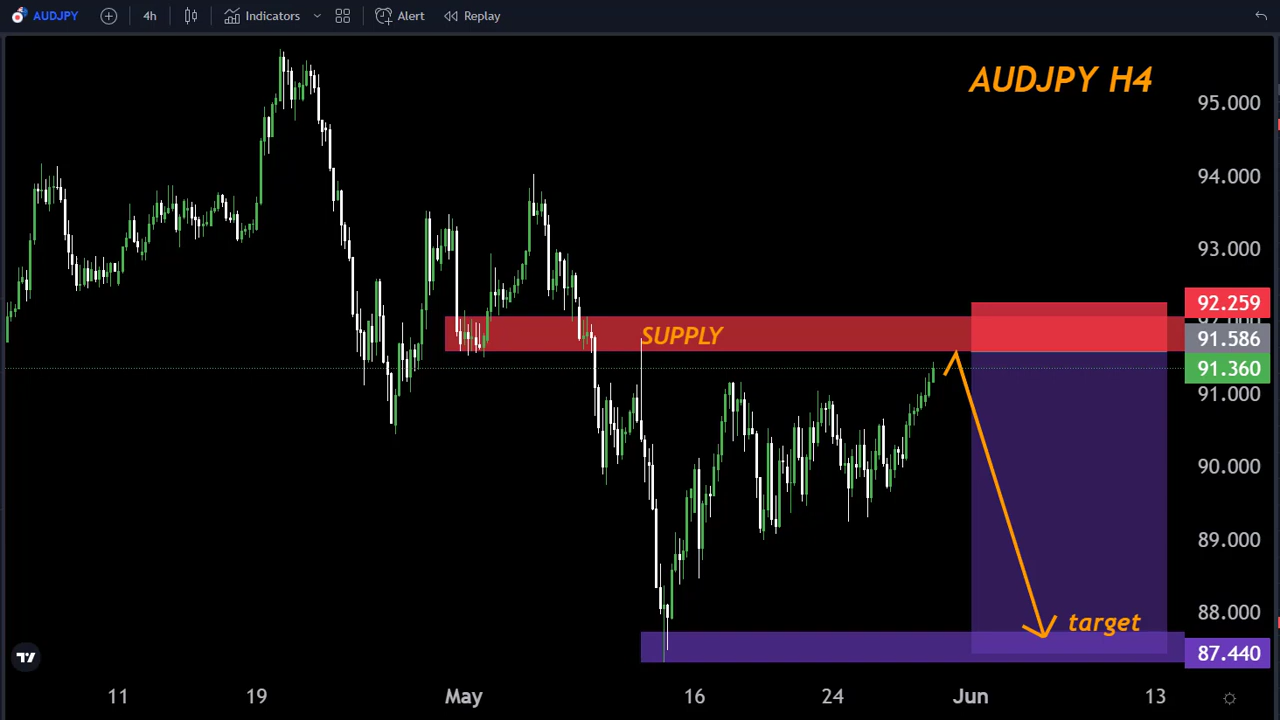 AUDJPY 4h Indicators Alert Replay
AUDJPY H4
95.000
94.000
93.000
92.259
SUPPLY
91.586
91.360
91.000
90.000
89.000
88.000
target
87.440
11 19 May 16 24 Jun 13